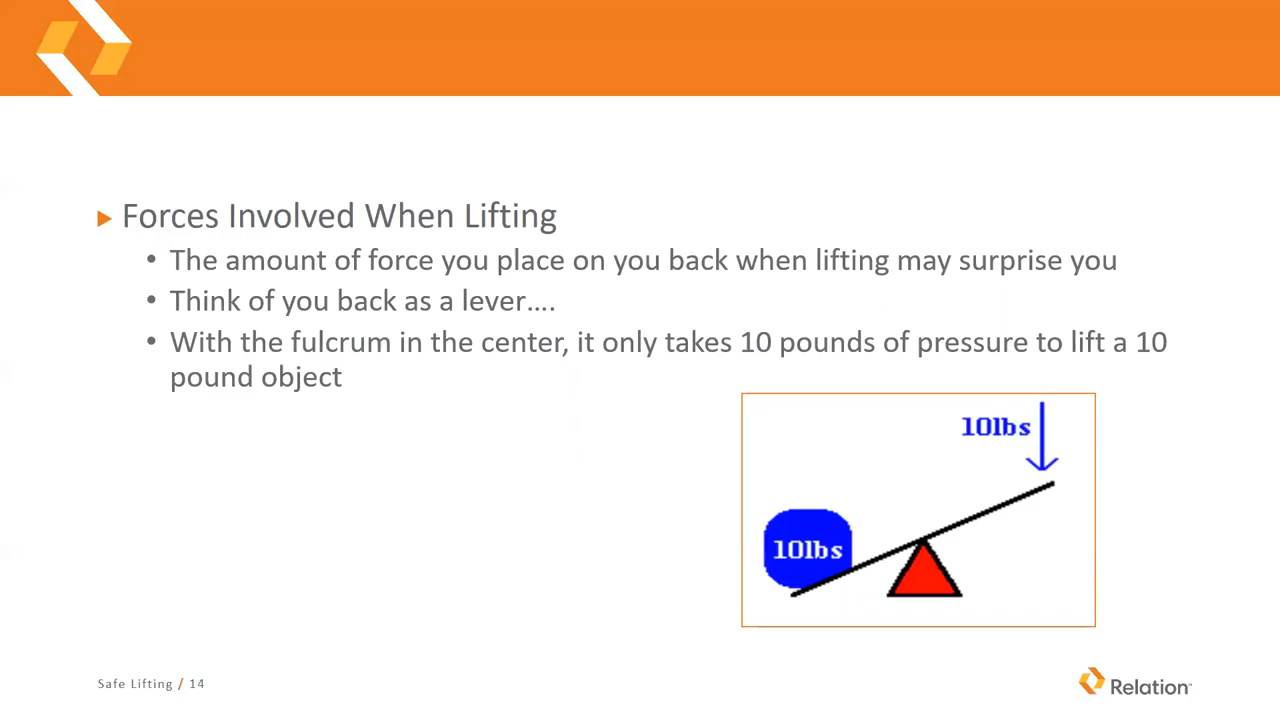 Forces Involved When Lifting
• The amount of force you place on you back when lifting may surprise you
• Think of you back as a lever....
• With the fulcrum in the center, it only takes 10 pounds of pressure to lift a 10
pound object
10lbs
10lbs
Safe Lifting / 14
Relation™